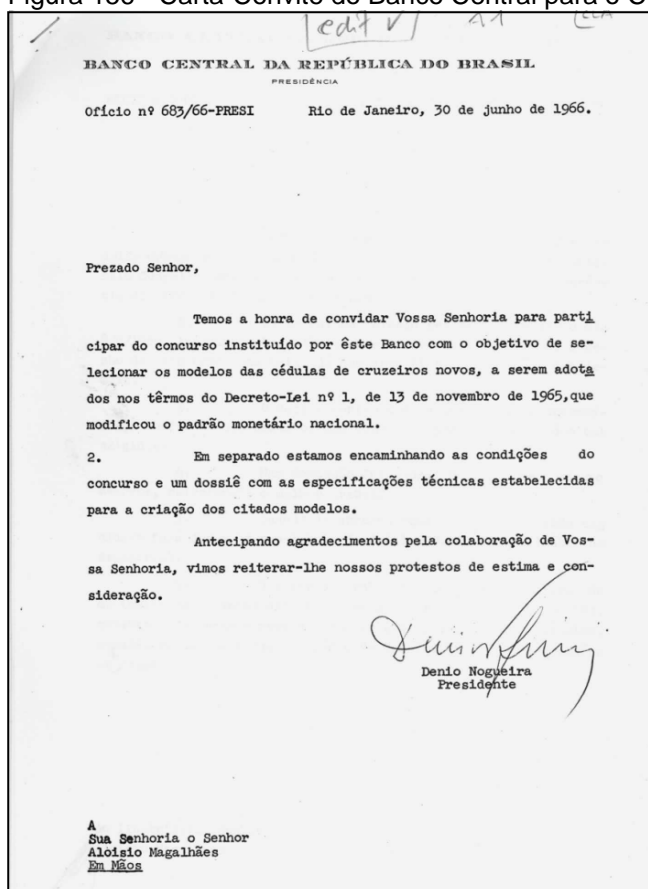 Carta-Convite do Banco Central para o
edit V
BANCO CENTRAL DA REPÚBLICA DO BRASIL
PRESIDÊNCIA
Ofício nº 683/66-PRESI Rio de Janeiro, 30 de junho de 1966.
Prezado Senhor,
Temos a honra de convidar Vossa Senhoria para parti
cipar do concurso instituído por êste Banco com o objetivo de se-
lecionar os modelos das cédulas de cruzeiros novos, a serem adota
dos nos têrmos do Decreto-Lei nº 1, de 13 de novembro de 1965,que
modificou o padrão monetário nacional.
2. Em separado estamos encaminhando as condições do
concurso e um dossiê com as especificações técnicas estabelecidas
para a criação dos citados modelos.
Antecipando agradecimentos pela colaboração de Vos-
sa Senhoria, vimos reiterar-lhe nossos protestos de estima e con-
sideração.
Denio Nogueira
Presidente
A
Sua Senhoria o Senhor
Aloisio Magalhães
Em Mãos